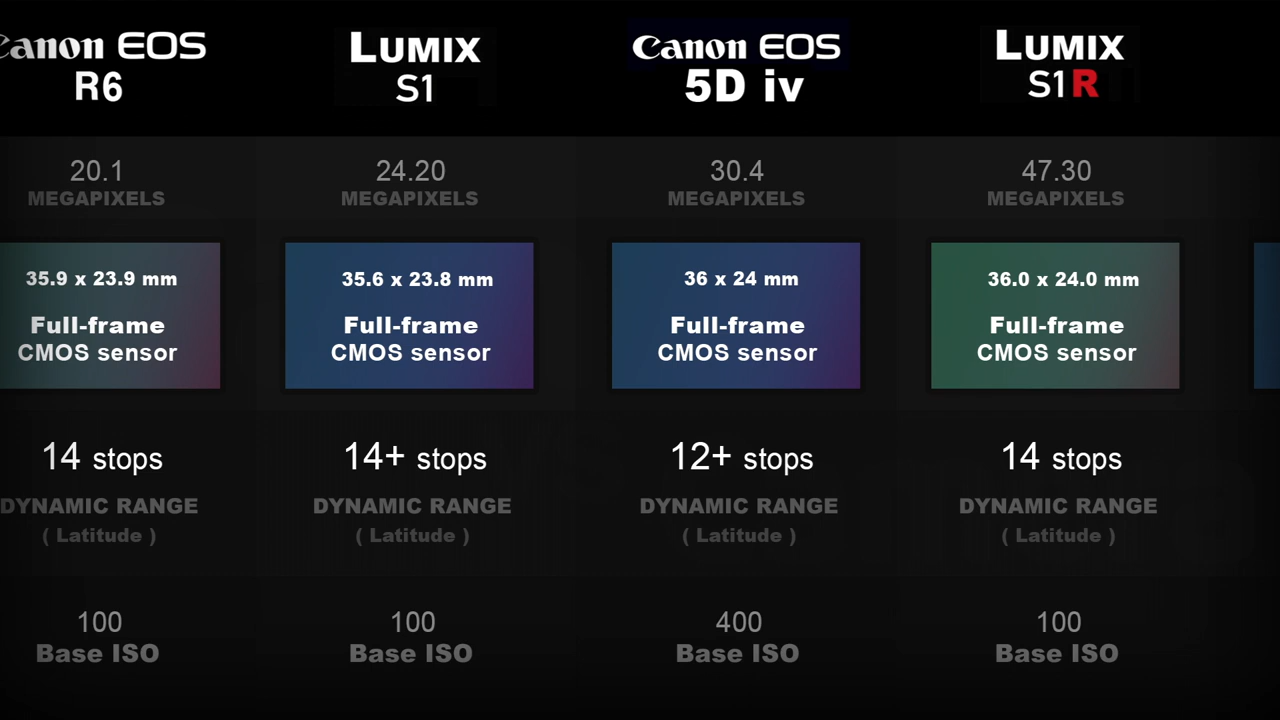 Canon EOS
R6
LUMIX
S1
Canon EOS
5D iv
LUMIX
S1R
20.1
MEGAPIXELS
24.20
MEGAPIXELS
30.4
MEGAPIXELS
47.30
MEGAPIXELS
35.9 x 23.9 mm
Full-frame
CMOS sensor
35.6 x 23.8 mm
Full-frame
CMOS sensor
36 x 24 mm
Full-frame
CMOS sensor
36.0 x 24.0 mm
Full-frame
CMOS sensor
14 stops
DYNAMIC RANGE
( Latitude )
14+ stops
DYNAMIC RANGE
( Latitude )
12+ stops
DYNAMIC RANGE
( Latitude )
14 stops
DYNAMIC RANGE
( Latitude )
100
Base ISO
100
Base ISO
400
Base ISO
100
Base ISO